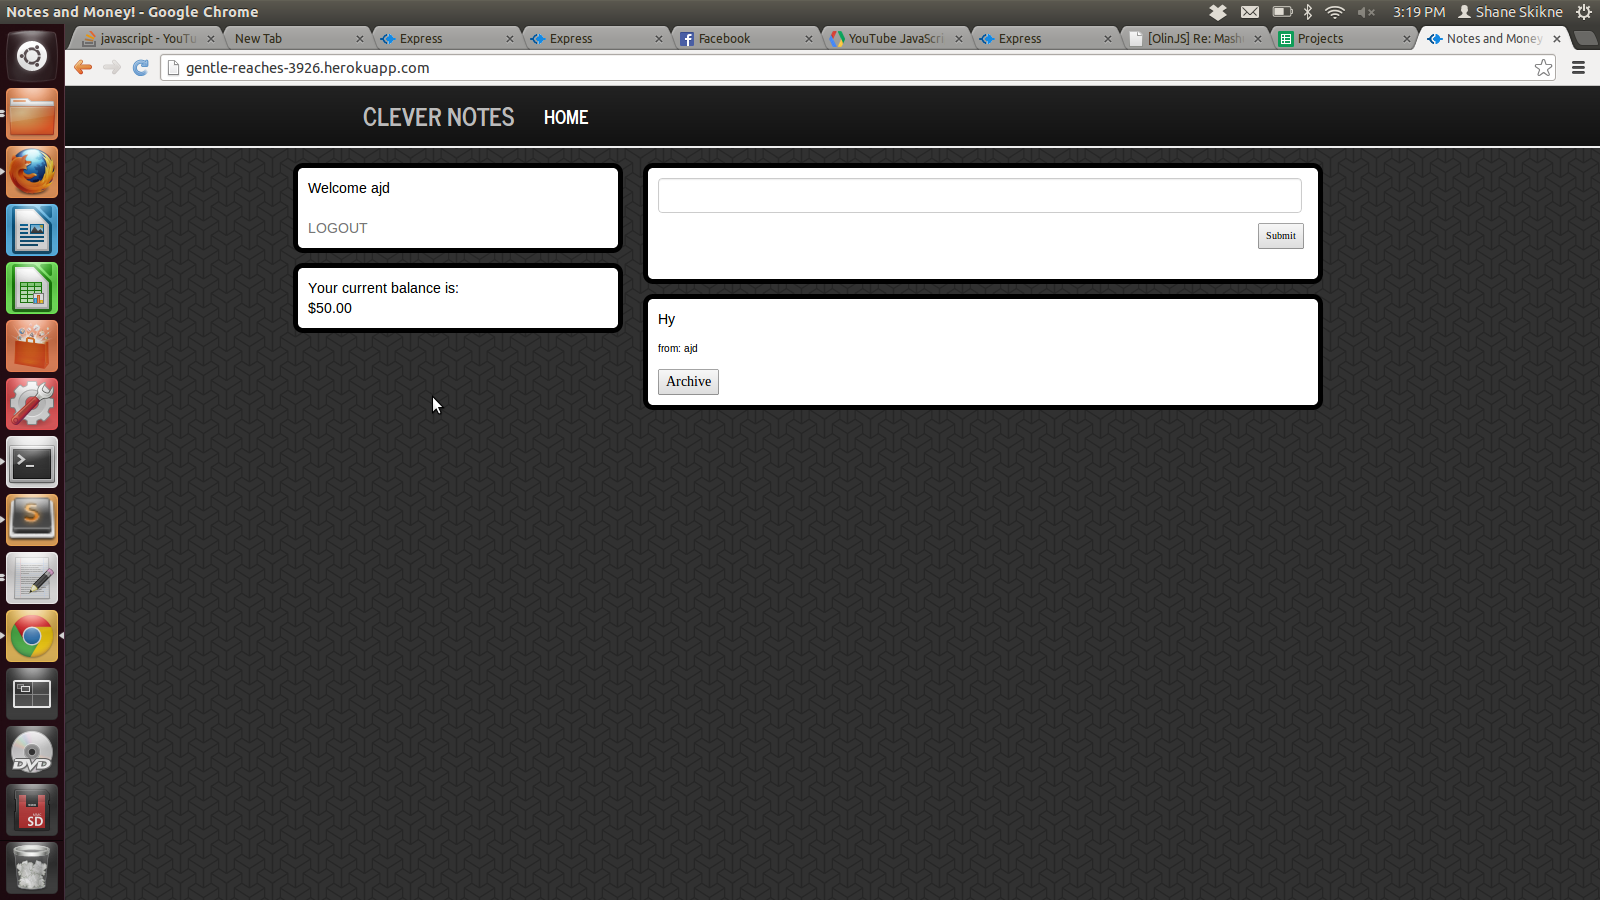 Notes and Money! - Google Chrome
3:19 PM Shane Skikne
javascript - YouTu
New Tab
Express
Express
Facebook
YouTube JavaScri
Express
[OlinJS] Re: Mash
Projects
Notes and Money
gentle-reaches-3926.herokuapp.com
CLEVER NOTES HOME
Welcome ajd
LOGOUT
Your current balance is:
$50.00
Submit
Hy
from: ajd
Archive
>_
S
DVD
SD